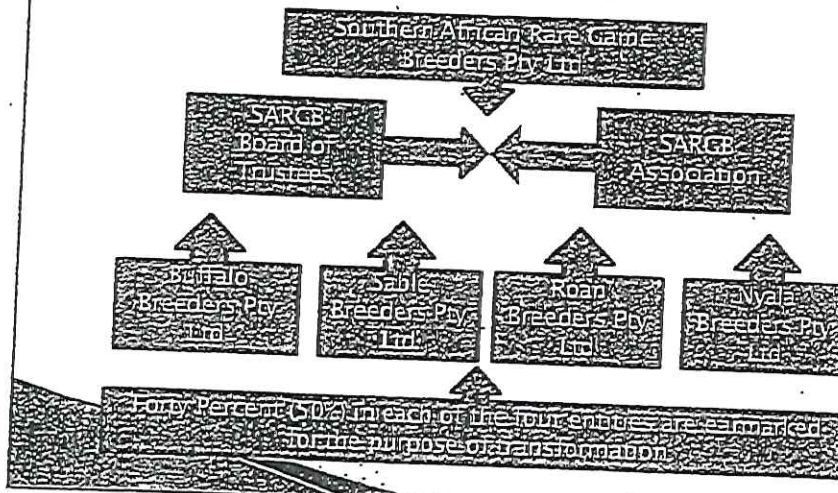 Southern African Rare Game
Breeders Pty Ltd
SARGB
Board of
Trustees
SARGB
Association
Buffalo
Breeders Pty
Ltd
Sable
Breeders Pty
Ltd
Roan
Breeders Pty
Ltd
Nyala
Breeders Pty
Ltd
Forty Percent (50%) in each of the four entities are earmarked
for the purpose of transformation